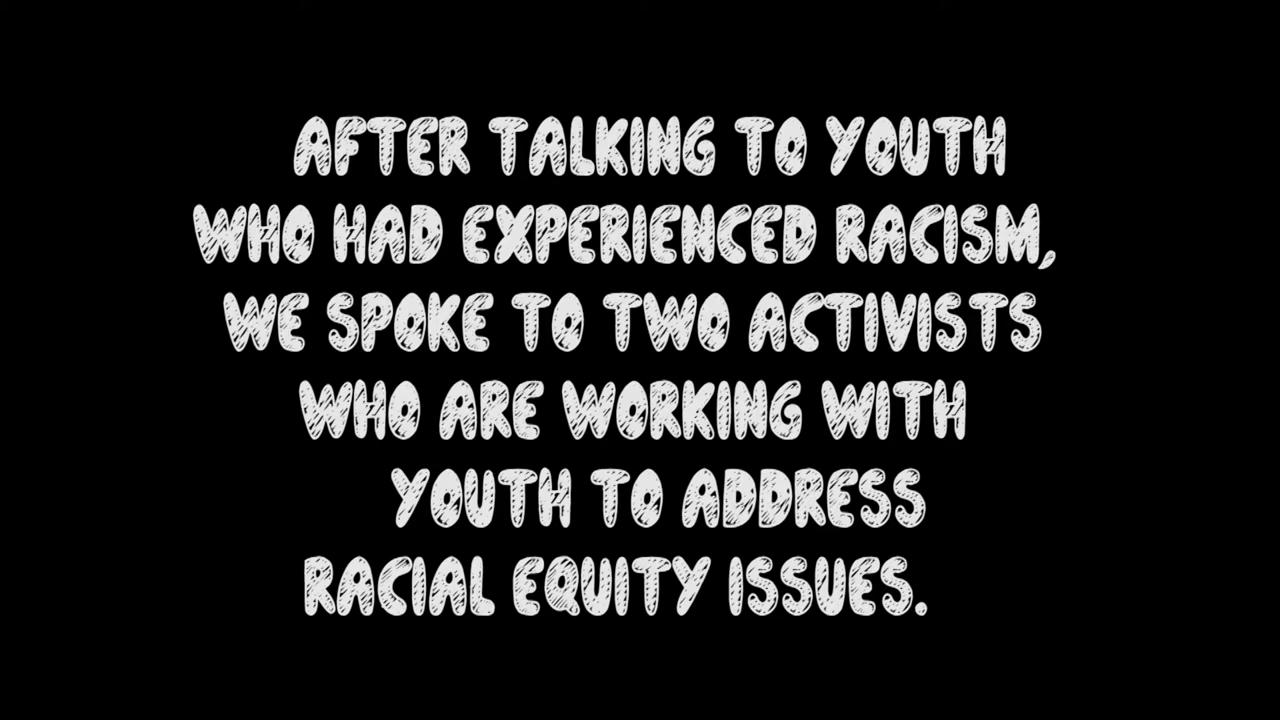 AFTER TALKING TO YOUTH
WHO HAD EXPERIENCED RACISM,
WE SPOKE TO TWO ACTIVISTS
WHO ARE WORKING WITH
YOUTH TO ADDRESS
RACIAL EQUITY ISSUES.